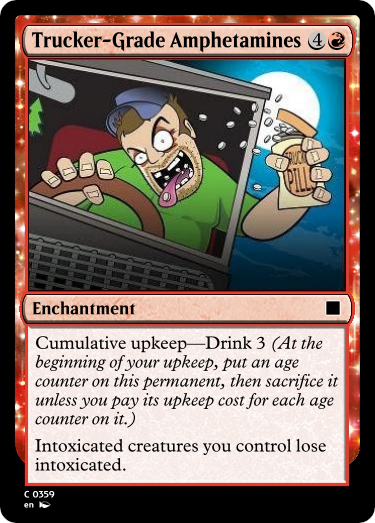 Trucker-Grade Amphetamines 4
TRUCKER
PILLS
Enchantment
Cumulative upkeep—Drink 3 (At the
beginning of your upkeep, put an age
counter on this permanent, then sacrifice it
unless you pay its upkeep cost for each age
counter on it.)
Intoxicated creatures you control lose
intoxicated.
C 0359
en